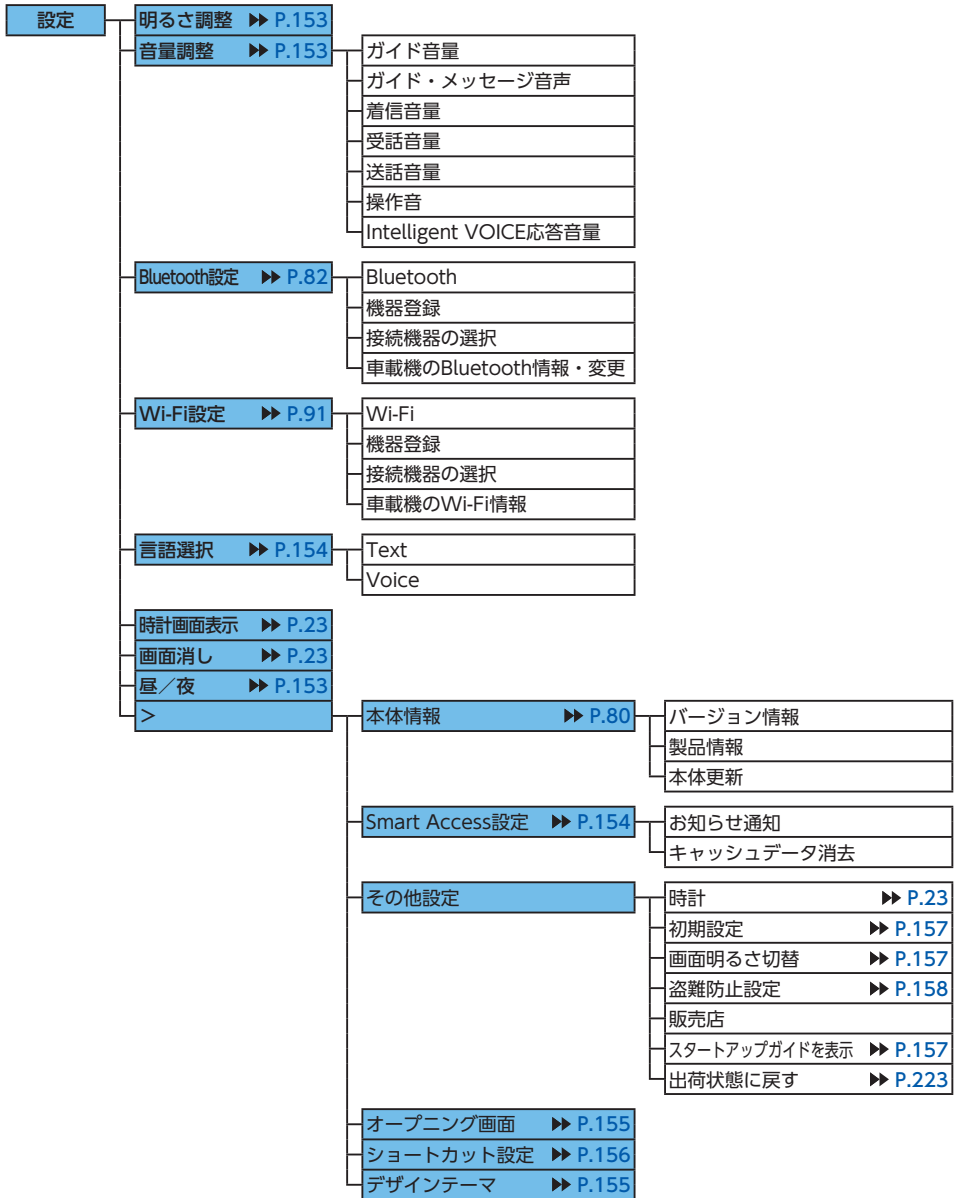 設定
明るさ調整 ▶▶ P.153
音量調整 ▶▶ P.153
ガイド音量
ガイド・メッセージ音声
着信音量
受話音量
送話音量
操作音
Intelligent VOICE応答音量
Bluetooth設定 ▶▶ P.82
Bluetooth
機器登録
接続機器の選択
車載機のBluetooth情報・変更
Wi-Fi設定 ▶▶ P.91
Wi-Fi
機器登録
接続機器の選択
車載機のWi-Fi情報
言語選択 ▶▶ P.154
Text
Voice
時計画面表示 ▶▶ P.23
画面消し ▶▶ P.23
昼／夜 ▶▶ P.153
＞
本体情報 ▶▶ P.80
バージョン情報
製品情報
本体更新
Smart Access設定 ▶▶ P.154
お知らせ通知
キャッシュデータ消去
その他設定
時計 ▶▶ P.23
初期設定 ▶▶ P.157
画面明るさ切替 ▶▶ P.157
盗難防止設定 ▶▶ P.158
販売店
スタートアップガイドを表示 ▶▶ P.157
出荷状態に戻す ▶▶ P.223
オープニング画面 ▶▶ P.155
ショートカット設定 ▶▶ P.156
デザインテーマ ▶▶ P.155